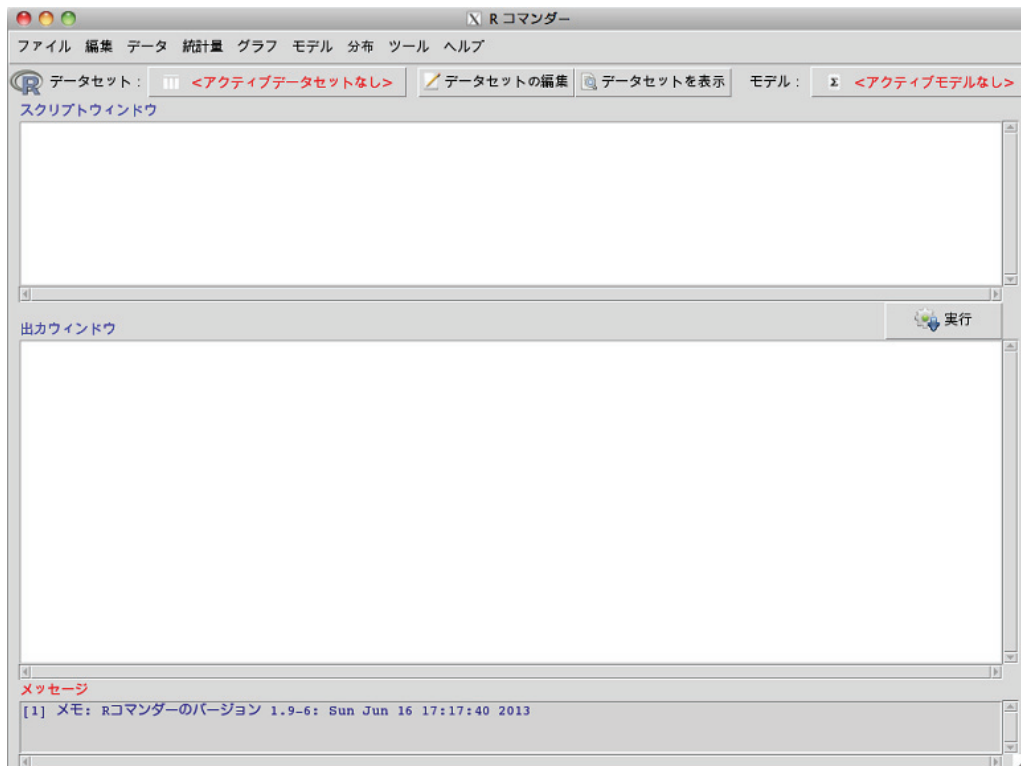 R コマンダー
ファイル 編集 データ 統計量 グラフ モデル 分布 ツール ヘルプ
データセット: <アクティブデータセットなし> データセットの編集 データセットを表示 モデル: Σ <アクティブモデルなし>
スクリプトウィンドウ
実行
出力ウィンドウ
メッセージ
[1] メモ: Rコマンダーのバージョン 1.9-6: Sun Jun 16 17:17:40 2013